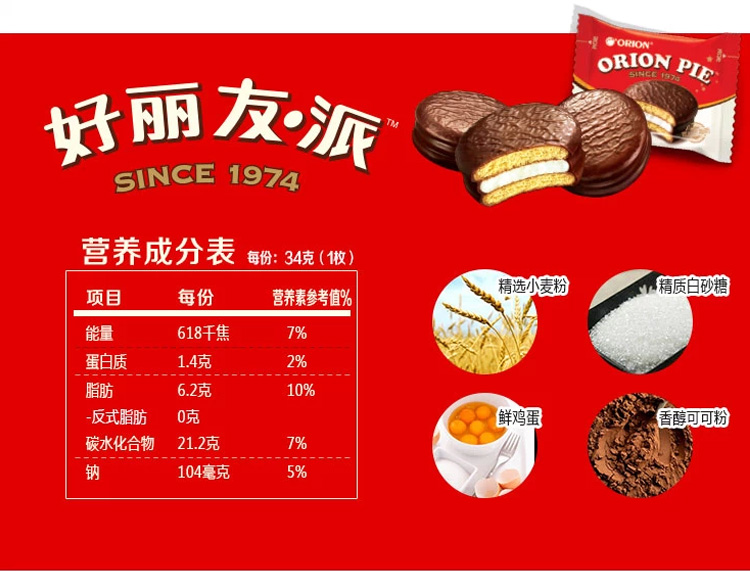 ORION
ORION PIE
SINCE 1974
好丽友·派™
SINCE 1974
营养成分表 每份：34克（1枚）
项目 每份 营养素参考值%
能量 618千焦 7%
蛋白质 1.4克 2%
脂肪 6.2克 10%
-反式脂肪 0克
碳水化合物 21.2克 7%
钠 104毫克 5%
精选小麦粉
精质白砂糖
鲜鸡蛋
香醇可可粉